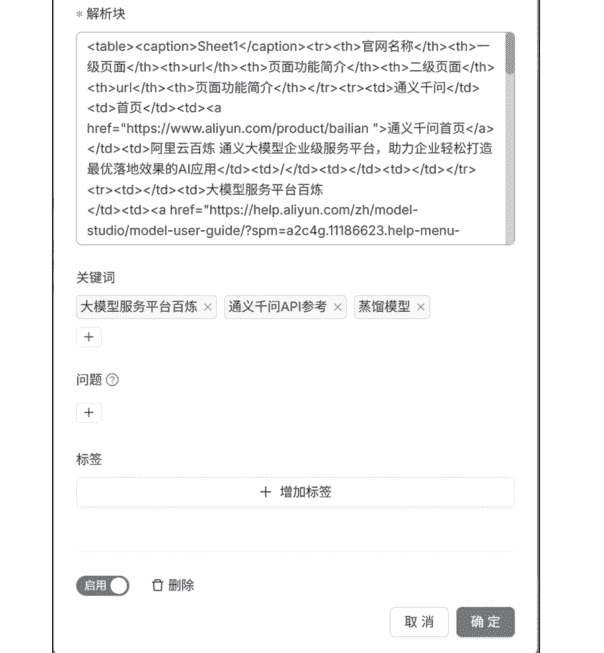 * 解析块
<table><caption>Sheet1</caption><tr><th>官网名称</th><th>一
级页面</th><th>url</th><th>页面功能简介</th><th>二级页面</th>
<th>url</th><th>页面功能简介</th></tr><tr><td>通义千问</td>
<td>首页</td><td><a
href="https://www.aliyun.com/product/bailian ">通义千问首页</a>
</td><td>阿里云百炼 通义大模型企业级服务平台，助力企业轻松打造
最优落地效果的AI应用</td><td>/</td><td></td><td></td></tr>
<tr><td></td><td>大模型服务平台百炼
</td><td><a href="https://help.aliyun.com/zh/model-
studio/model-user-guide/?spm=a2c4g.11186623.help-menu-
关键词
大模型服务平台百炼 × 通义千问API参考 × 蒸馏模型 ×
+
问题 ?
+
标签
+ 增加标签
启用 删除
取 消 确 定